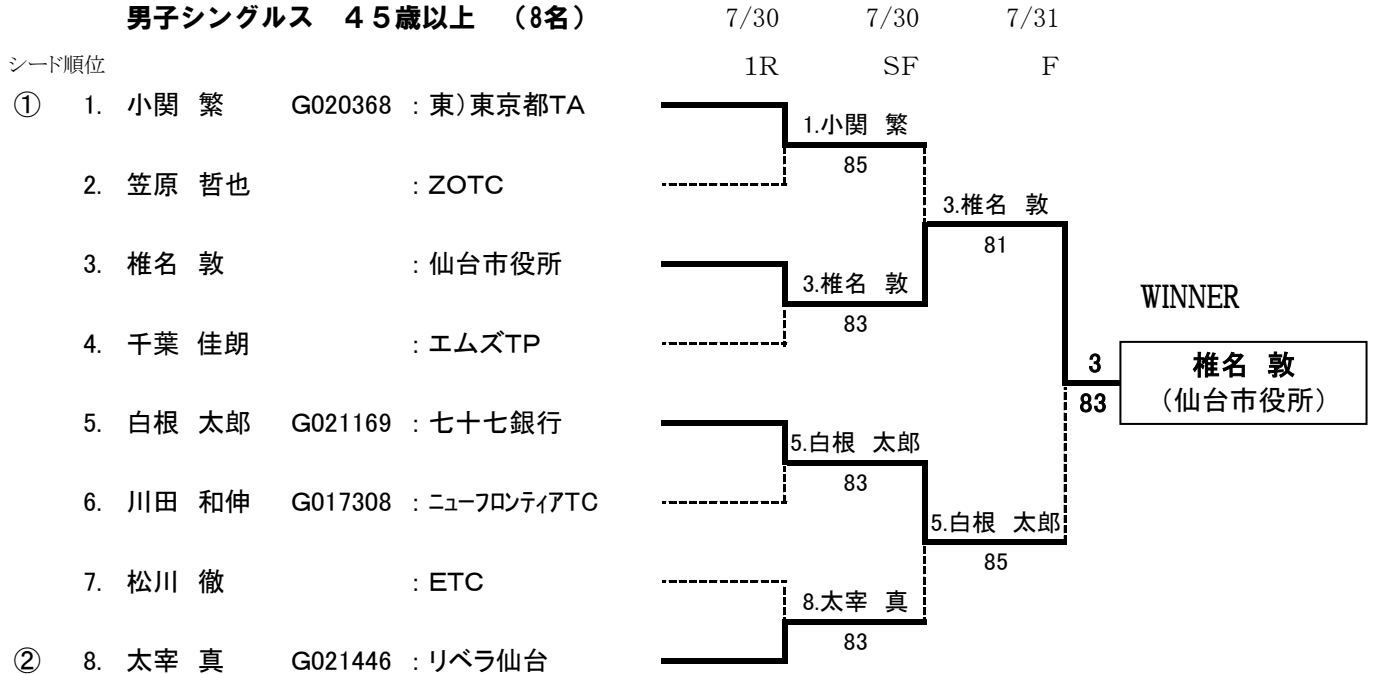 男子シングルス　４５歳以上　（8名） 7/30 7/30 7/31
シード順位 1R SF F
① 1. 小関　繁 G020368 : 東）東京都TA
1.小関　繁
85
2. 笠原　哲也 : ZOTC
3.椎名　敦
81
3. 椎名　敦 : 仙台市役所
3.椎名　敦
83
WINNER
4. 千葉　佳朗 : エムズTP
3 椎名　敦
83 （仙台市役所）
5. 白根　太郎 G021169 : 七十七銀行
5.白根　太郎
83
6. 川田　和伸 G017308 : ニューフロンティアTC
5.白根　太郎
85
7. 松川　徹 : ETC
8.太宰　真
83
② 8. 太宰　真 G021446 : リベラ仙台